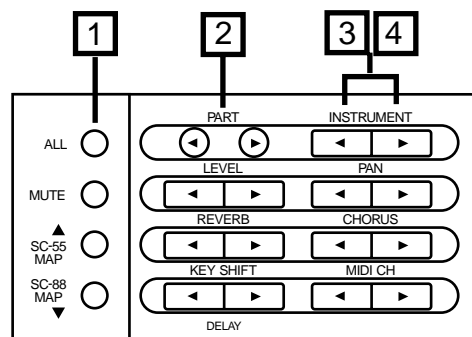 1 2 3 4
PART INSTRUMENT
ALL
LEVEL PAN
MUTE
REVERB CHORUS
SC-55
MAP
KEY SHIFT MIDI CH
SC-88
MAP
DELAY